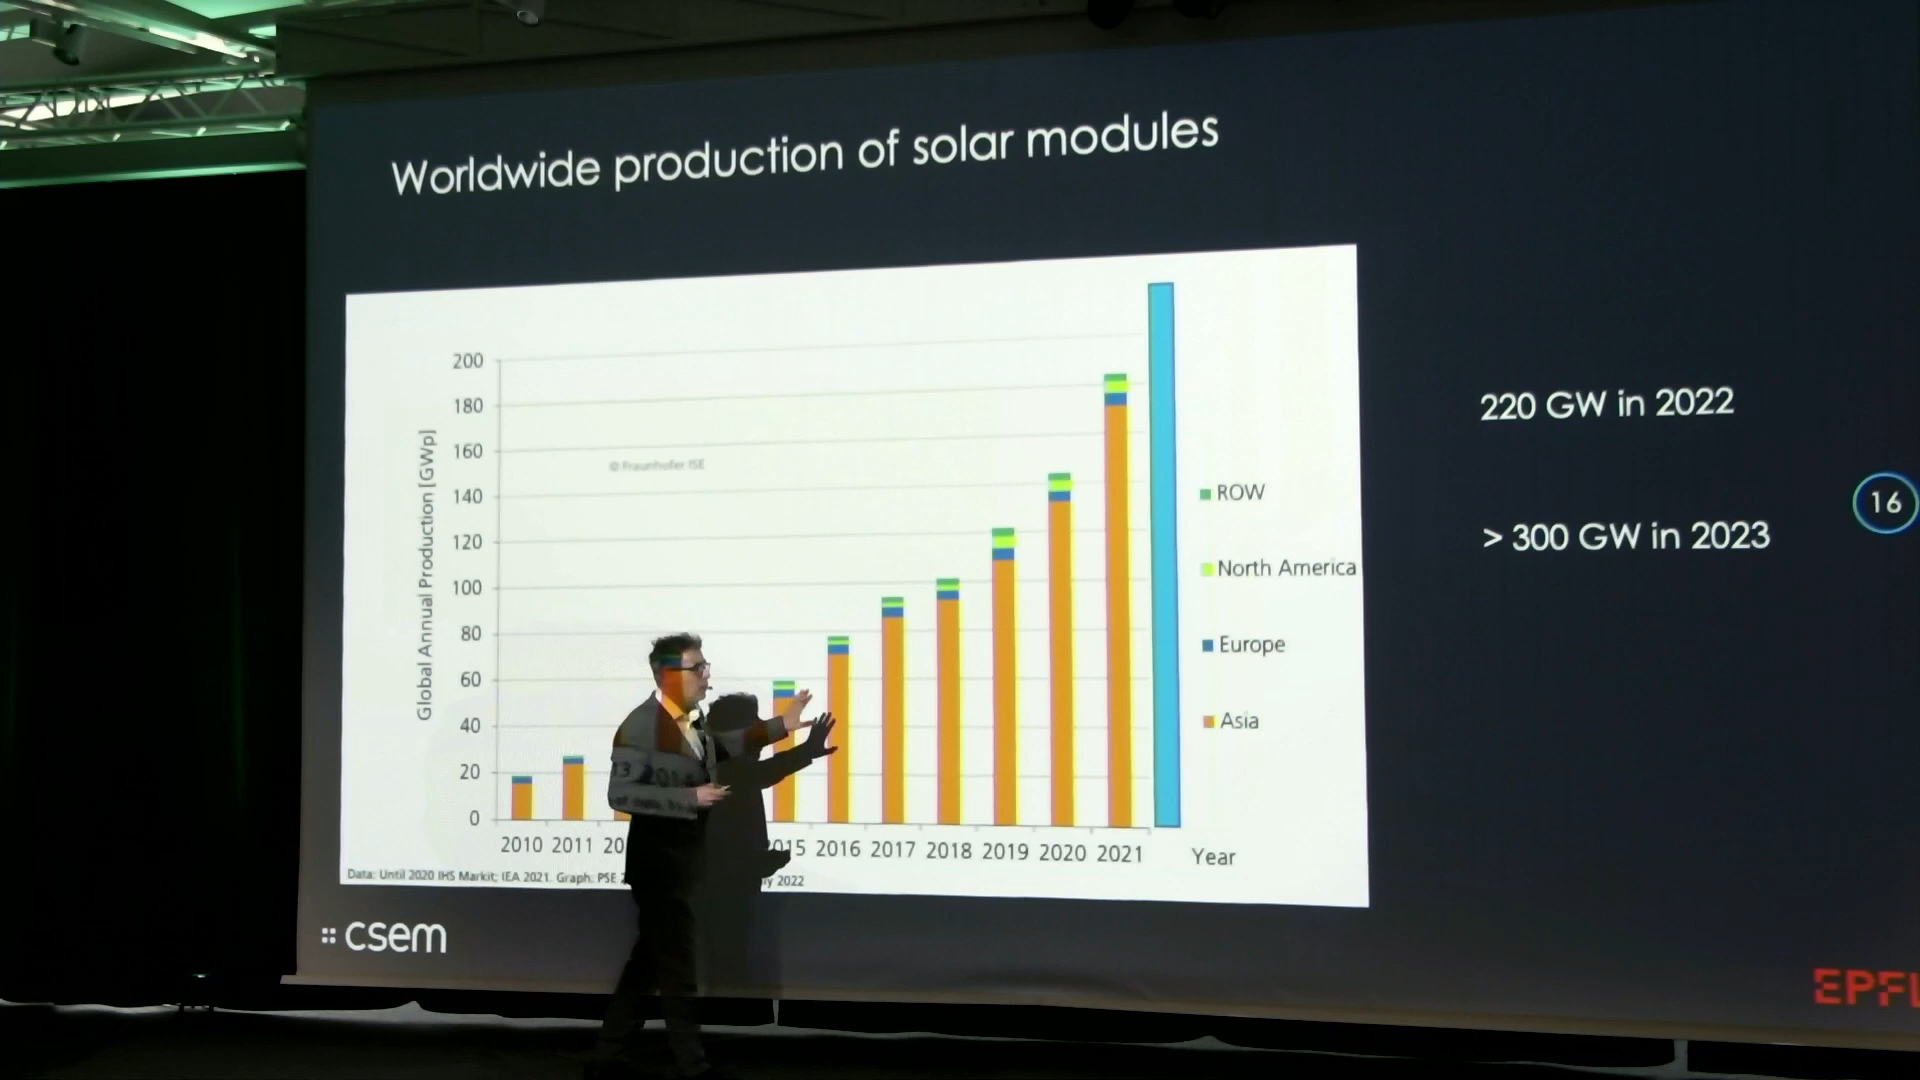 Worldwide production of solar modules
Global Annual Production [GWp]
200
180
160
140
120
100
80
60
40
20
0
© Fraunhofer ISE
ROW
North America
Europe
Asia
2010 2011 20 2015 2016 2017 2018 2019 2020 2021 Year
13 2014
Data: Until 2020 IHS Markit; IEA 2021. Graph: PSE 2022
220 GW in 2022
> 300 GW in 2023
16
:: csem
EPFL